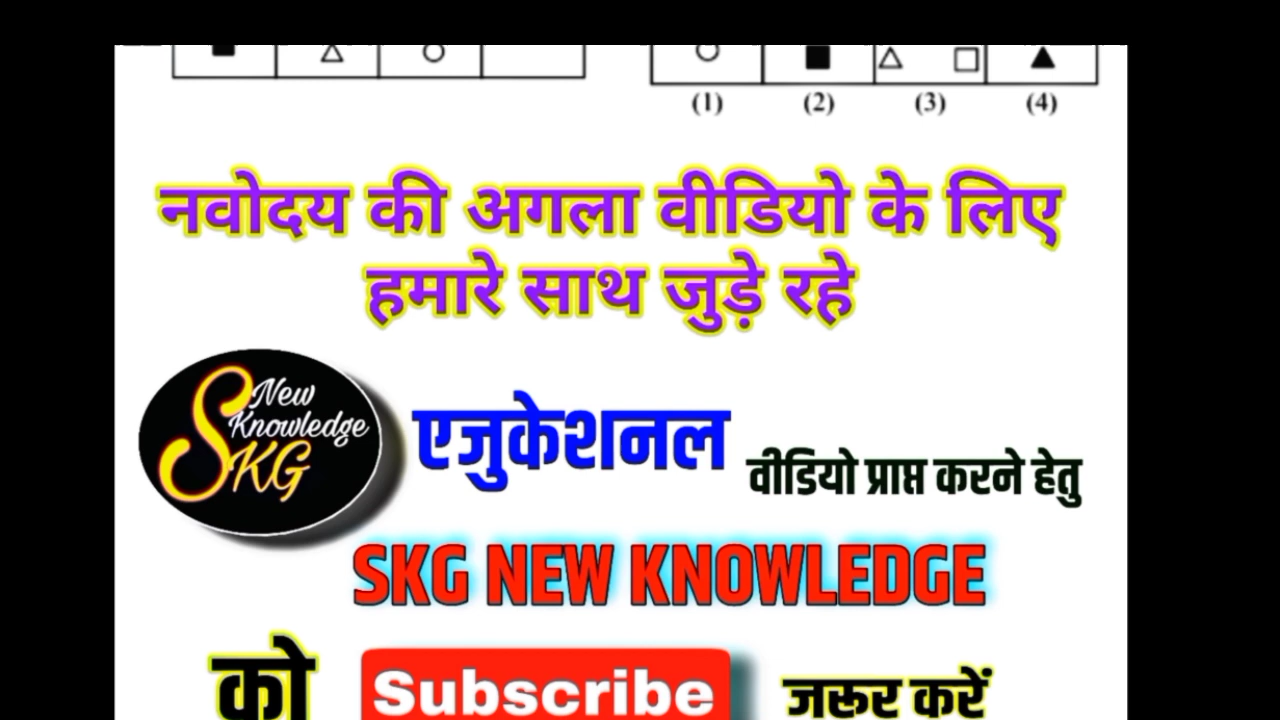 (1) (2) (3) (4)
नवोदय की अगला वीडियो के लिए
हमारे साथ जुड़े रहे
New
Knowledge
SKG
एजुकेशनल वीडियो प्राप्त करने हेतु
SKG NEW KNOWLEDGE
को Subscribe जरूर करें